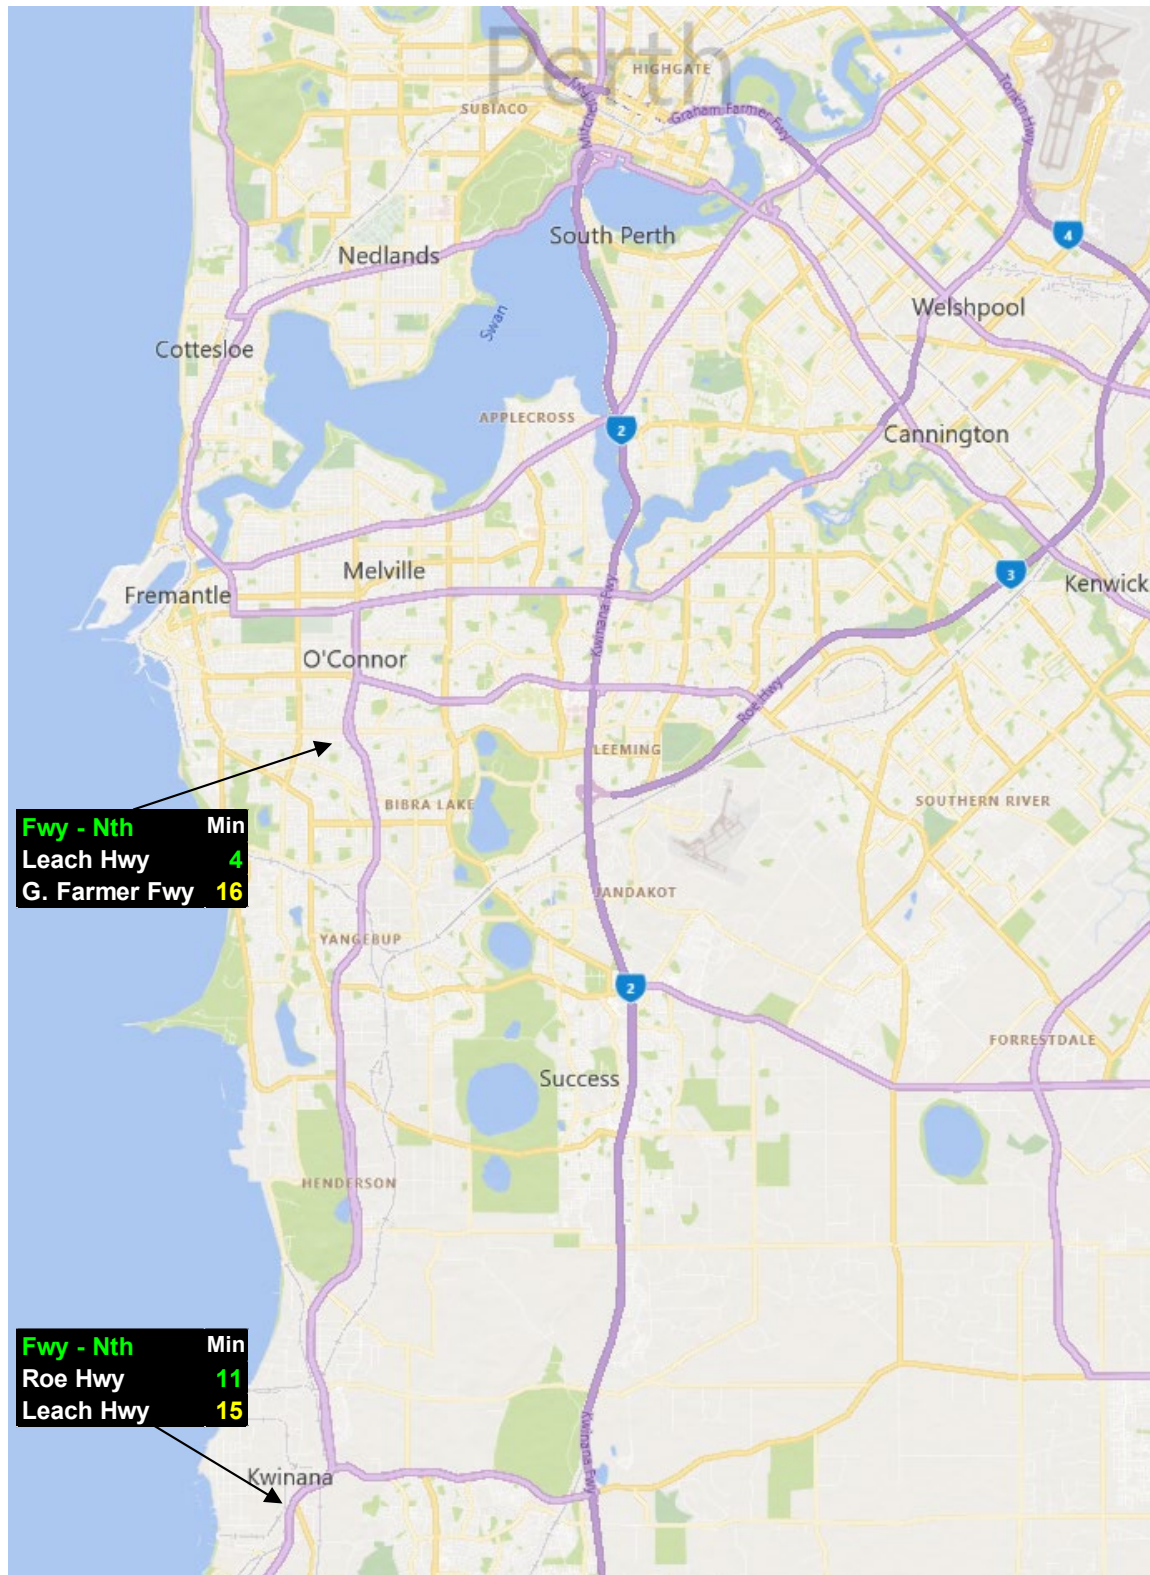 Perth
HIGHGATE
SUBIACO
Mitchell Fwy
Graham Farmer Fwy
Tonkin Hwy
4
South Perth
Nedlands
Welshpool
Swan
Cottesloe
APPLECROSS
2
Cannington
Melville
3
Kenwick
Fremantle
Kwinana Fwy
O'Connor
Roe Hwy
LEEMING
BIBRA LAKE
SOUTHERN RIVER
Fwy - Nth Min
Leach Hwy 4
G. Farmer Fwy 16
JANDAKOT
YANGEBUP
2
FORRESTDALE
Success
HENDERSON
Fwy - Nth Min
Roe Hwy 11
Leach Hwy 15
Kwinana Fwy
Kwinana